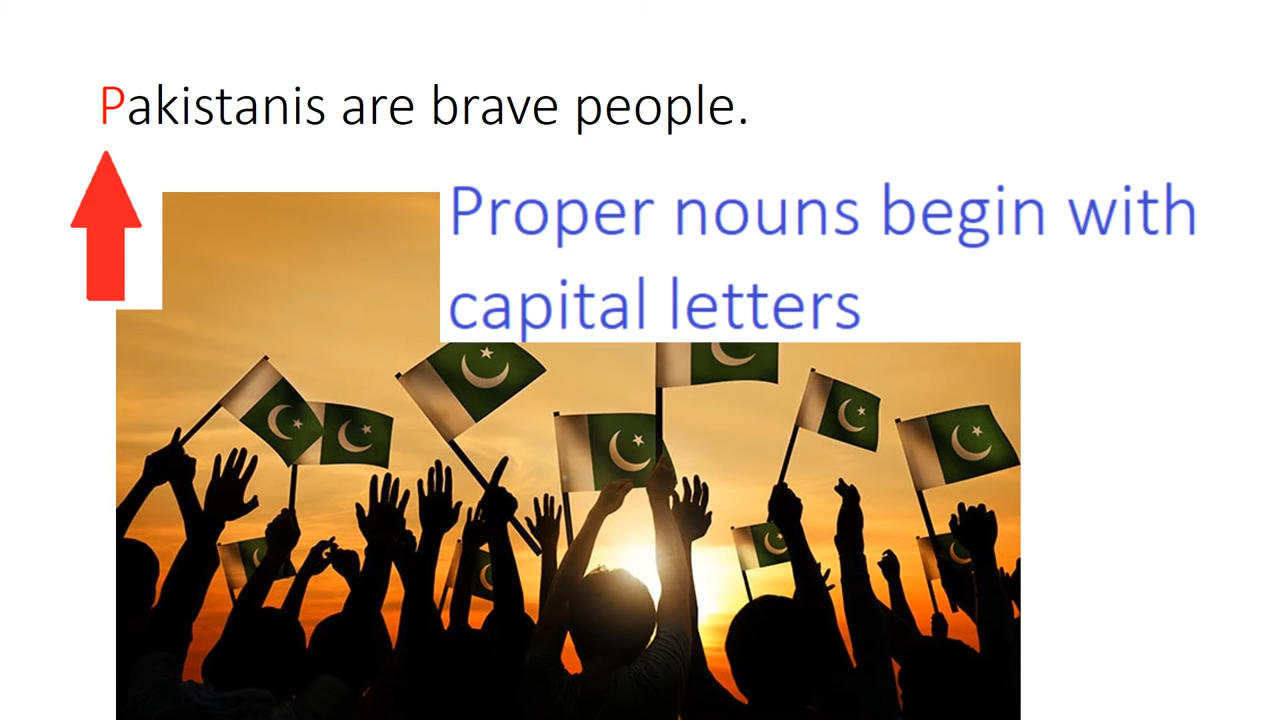 Pakistanis are brave people.
Proper nouns begin with
capital letters